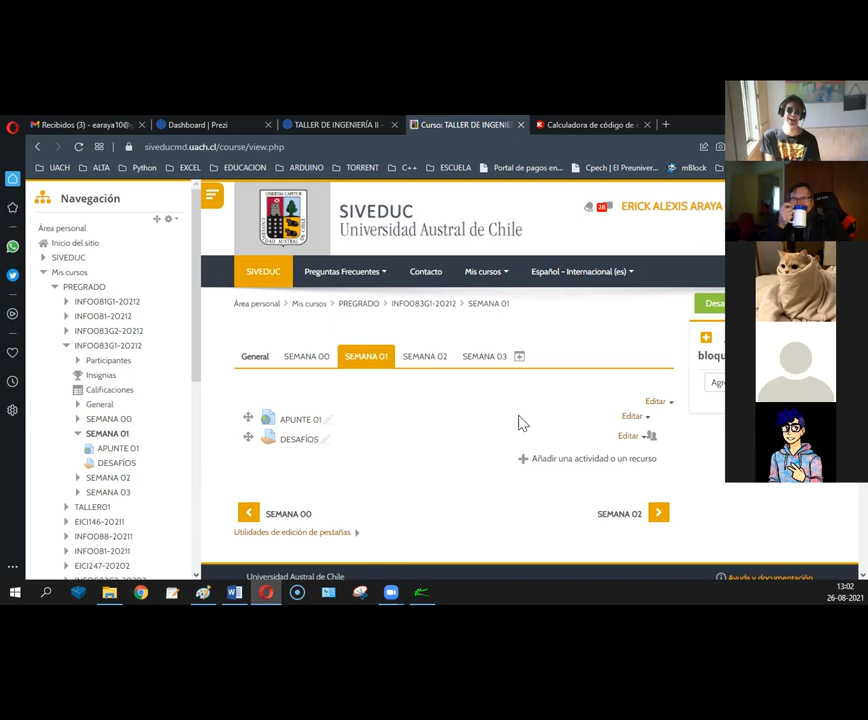 Recibidos (3) - earaya10@
Dashboard | Prezi
TALLER DE INGENIERÍA II –
Curso: TALLER DE INGENIE
Calculadora de código de c
siveducmd.uach.cl/course/view.php
UACH
ALTA
Python
EXCEL
EDUCACION
ARDUINO
TORRENT
C++
ESCUELA
Portal de pagos en...
Cpech | El Preuniver...
mBlock
Navegación
Área personal
Inicio del sitio
SIVEDUC
Mis cursos
PREGRADO
INFO081G1-20212
INFO081-20212
INFO083G2-20212
INFO083G1-20212
Participantes
Insignias
Calificaciones
General
SEMANA 00
SEMANA 01
APUNTE 01
DESAFÍOS
SEMANA 02
SEMANA 03
TALLER01
EICI146-20211
INFO088-20211
INFO081-20211
EICI247-20202
SIVEDUC
Universidad Austral de Chile
28
ERICK ALEXIS ARAYA
SIVEDUC
Preguntas Frecuentes
Contacto
Mis cursos
Español - Internacional (es)
Área personal > Mis cursos > PREGRADO > INFO083G1-20212 > SEMANA 01
Desa
General
SEMANA 00
SEMANA 01
SEMANA 02
SEMANA 03
bloqu
Agre
Editar
APUNTE 01
Editar
DESAFÍOS
Editar
Añadir una actividad o un recurso
SEMANA 00
SEMANA 02
Utilidades de edición de pestañas
Universidad Austral de Chile
Ayuda y documentación
13:02
26-08-2021